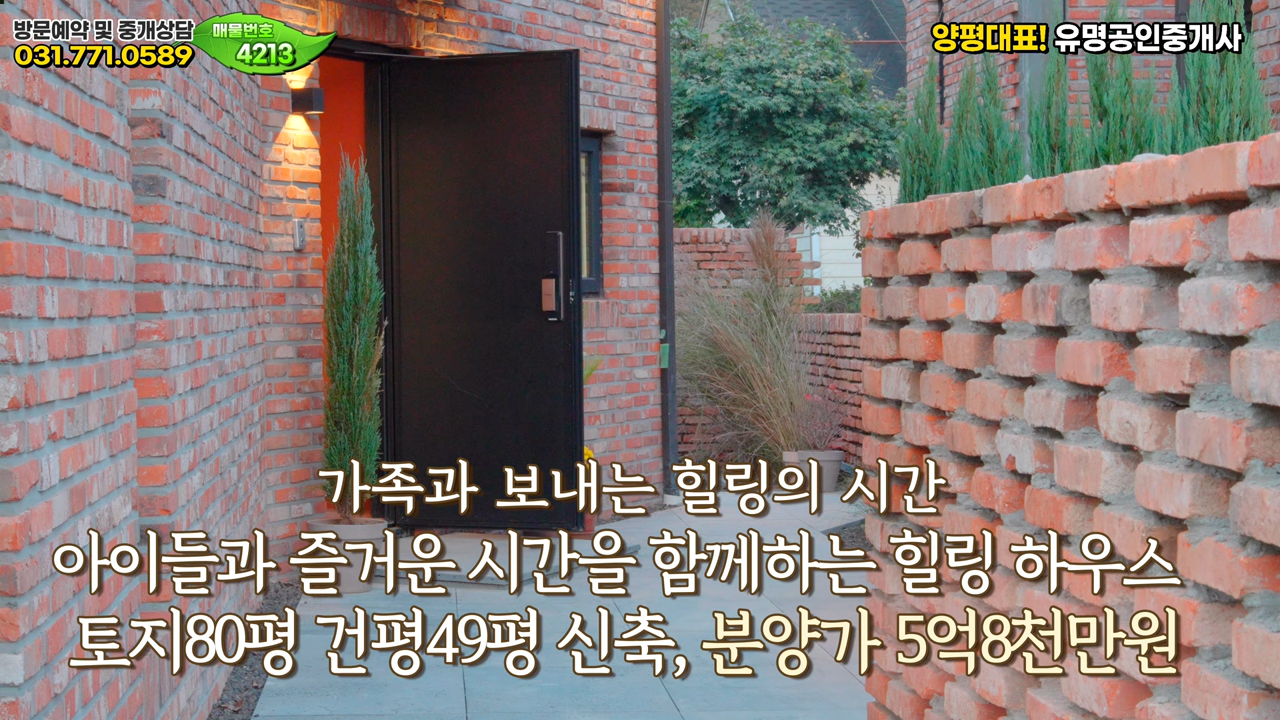 방문예약 및 중개상담
031.771.0589
매물번호
4213
양평대표! 유명공인중개사
가족과 보내는 힐링의 시간
아이들과 즐거운 시간을 함께하는 힐링 하우스
토지80평 건평49평 신축, 분양가 5억8천만원